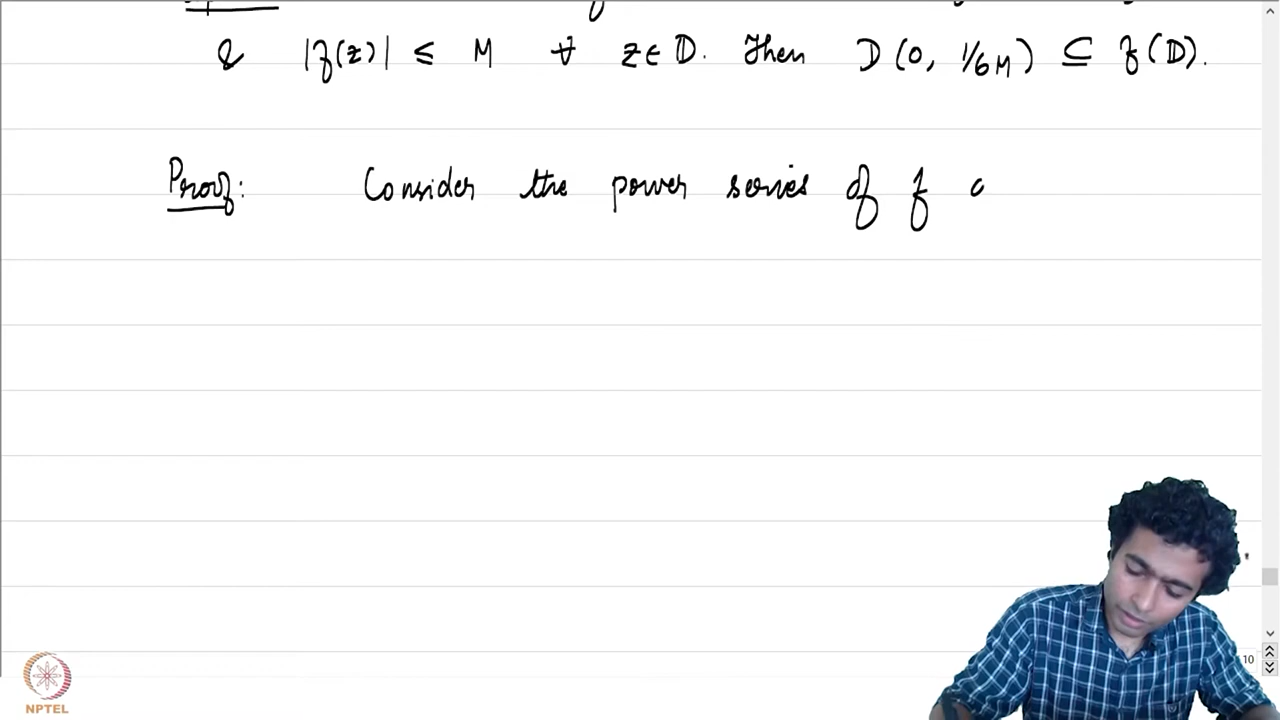 & |f(z)| ≤ M ∀ z ∈ D. Then D(0, 1/6M) ⊆ f(D).
Proof: Consider the power series of f
10
NPTEL